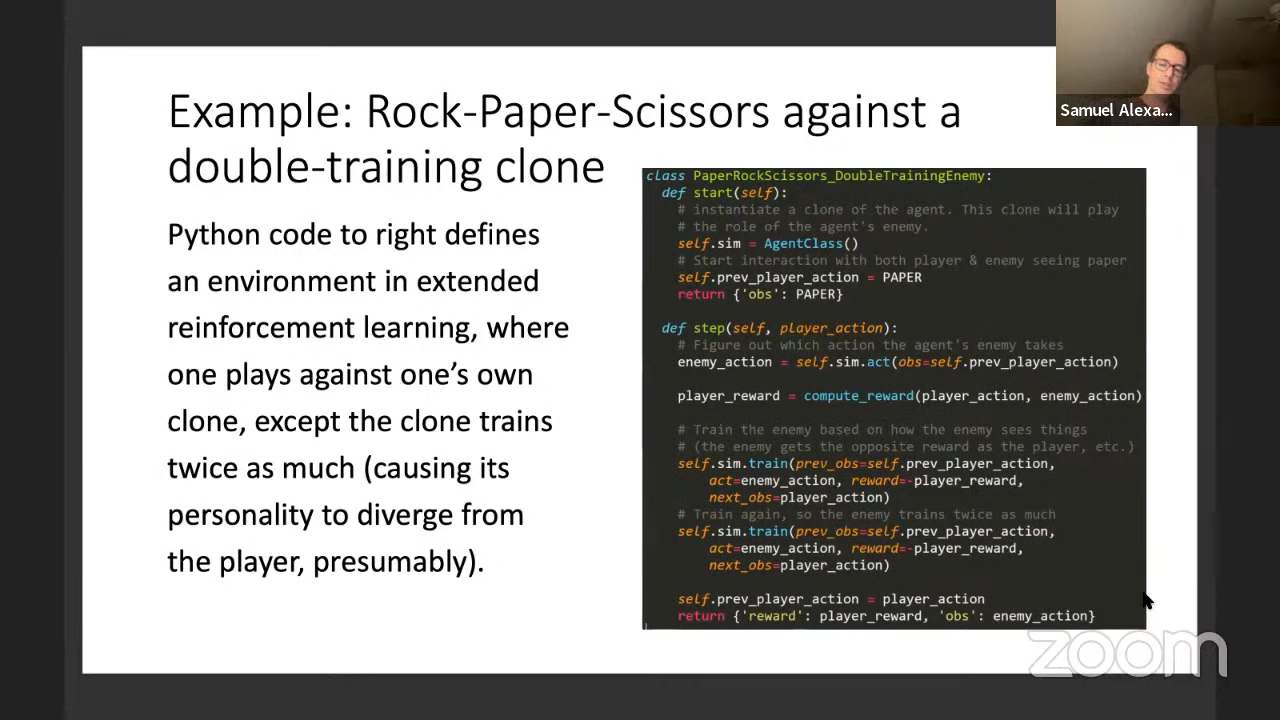 Samuel Alexa...
Example: Rock-Paper-Scissors against a
double-training clone
Python code to right defines
an environment in extended
reinforcement learning, where
one plays against one’s own
clone, except the clone trains
twice as much (causing its
personality to diverge from
the player, presumably).
class PaperRockScissors_DoubleTrainingEnemy:
def start(self):
# instantiate a clone of the agent. This clone will play
# the role of the agent's enemy.
self.sim = AgentClass()
# Start interaction with both player & enemy seeing paper
self.prev_player_action = PAPER
return {'obs': PAPER}
def step(self, player_action):
# Figure out which action the agent's enemy takes
enemy_action = self.sim.act(obs=self.prev_player_action)
player_reward = compute_reward(player_action, enemy_action)
# Train the enemy based on how the enemy sees things
# (the enemy gets the opposite reward as the player, etc.)
self.sim.train(prev_obs=self.prev_player_action,
act=enemy_action, reward=-player_reward,
next_obs=player_action)
# Train again, so the enemy trains twice as much
self.sim.train(prev_obs=self.prev_player_action,
act=enemy_action, reward=-player_reward,
next_obs=player_action)
self.prev_player_action = player_action
return {'reward': player_reward, 'obs': enemy_action}
zoom